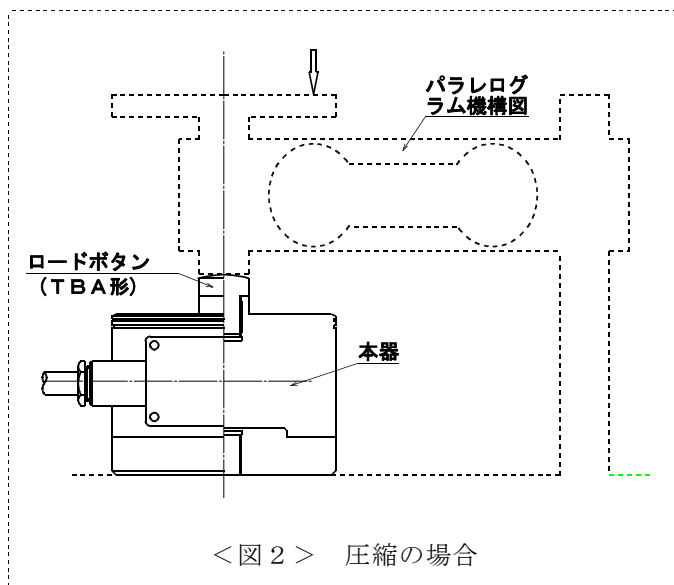 パラレログ
ラム機構図
ロードボタン
（ＴＢＡ形）
本器
＜図２＞　圧縮の場合